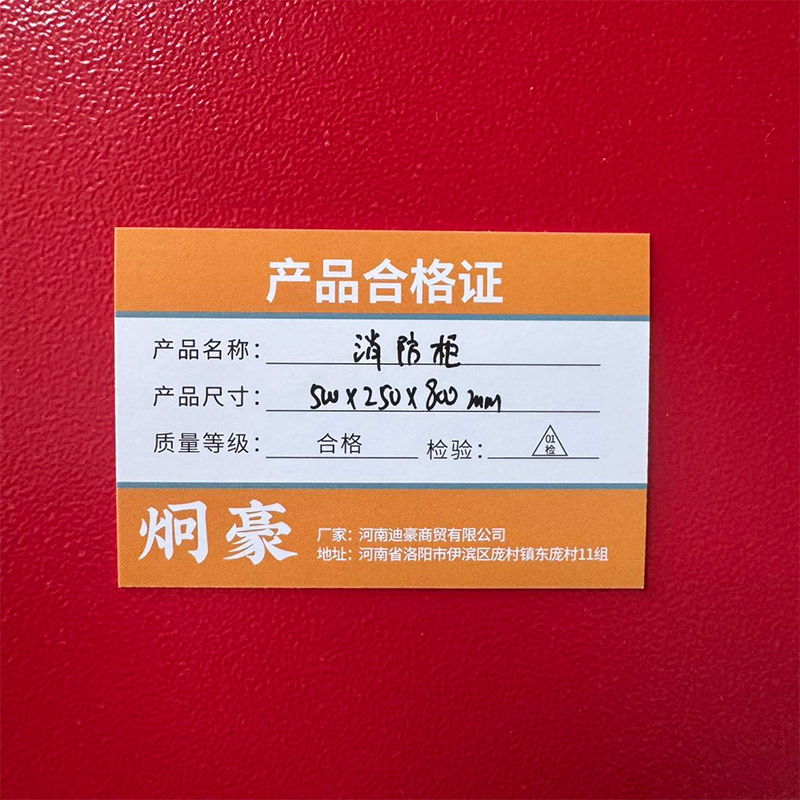 产品合格证
产品名称： 消防柜
产品尺寸： 500x250x800mm
质量等级： 合格 检验： 01检
炯豪
厂家：河南迪豪商贸有限公司
地址：河南省洛阳市伊滨区庞村镇东庞村11组